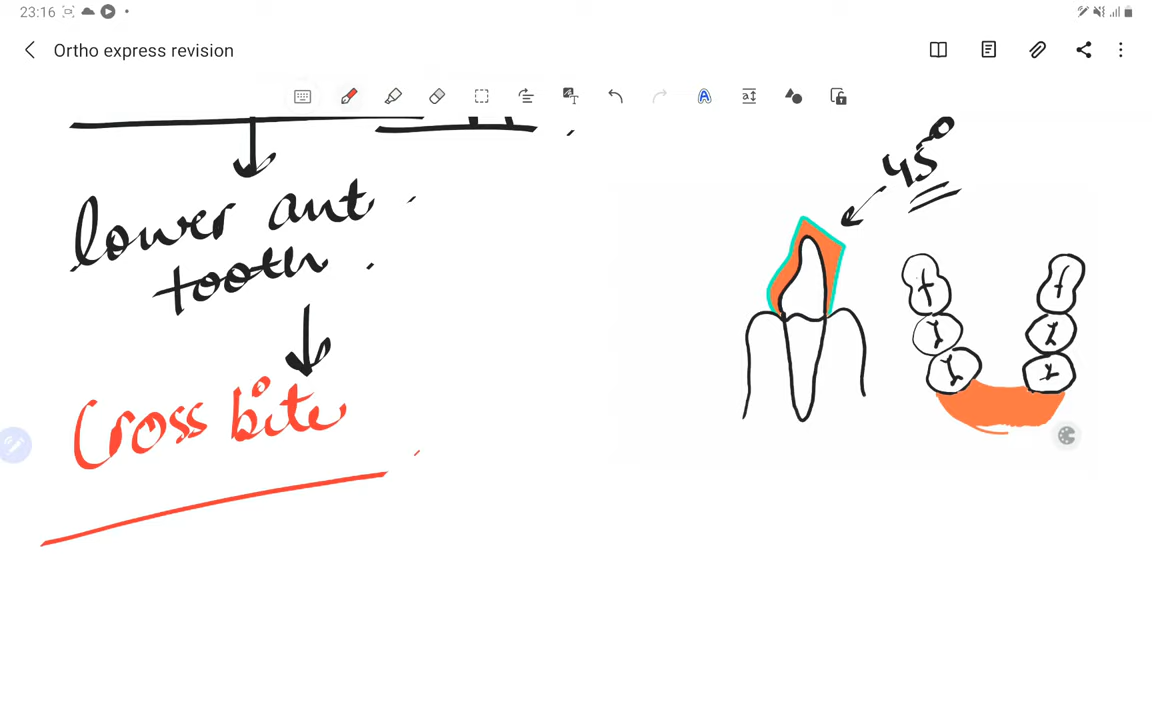 23:16
Ortho express revision
45°
lower ant.
tooth.
Cross bite